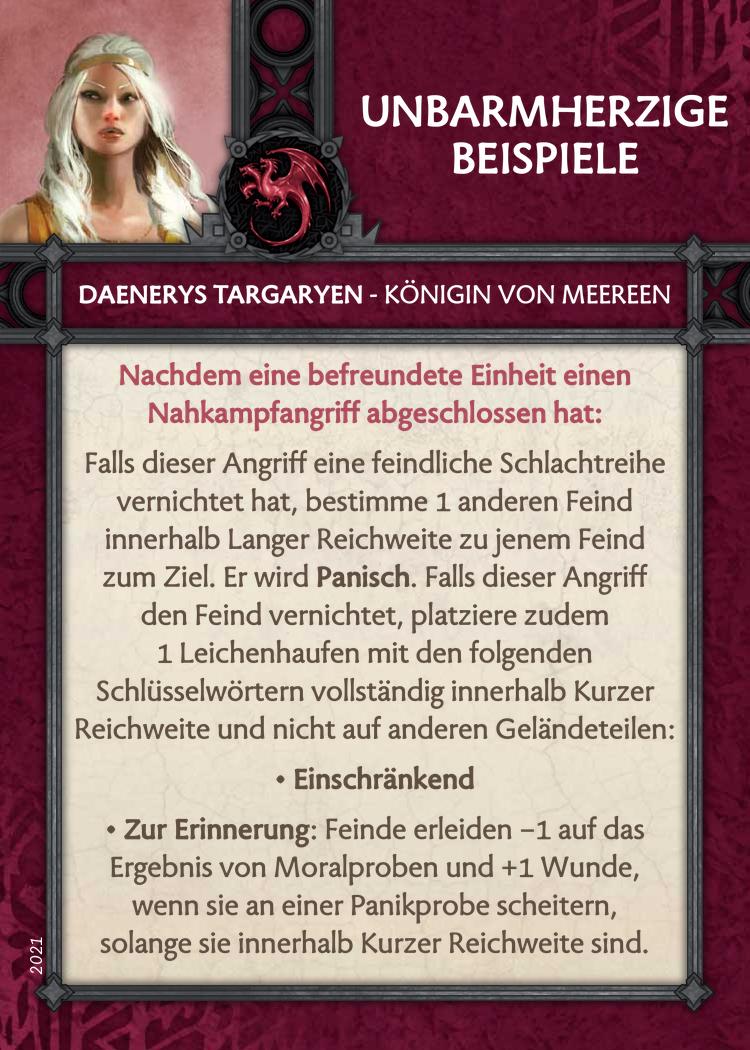 UNBARMHERZIGE
BEISPIELE
DAENERYS TARGARYEN - KÖNIGIN VON MEEREEN
Nachdem eine befreundete Einheit einen
Nahkampfangriff abgeschlossen hat:
Falls dieser Angriff eine feindliche Schlachtreihe
vernichtet hat, bestimme 1 anderen Feind
innerhalb Langer Reichweite zu jenem Feind
zum Ziel. Er wird Panisch. Falls dieser Angriff
den Feind vernichtet, platziere zudem
1 Leichenhaufen mit den folgenden
Schlüsselwörtern vollständig innerhalb Kurzer
Reichweite und nicht auf anderen Geländeteilen:
• Einschränkend
• Zur Erinnerung: Feinde erleiden –1 auf das
Ergebnis von Moralproben und +1 Wunde,
wenn sie an einer Panikprobe scheitern,
solange sie innerhalb Kurzer Reichweite sind.
2021